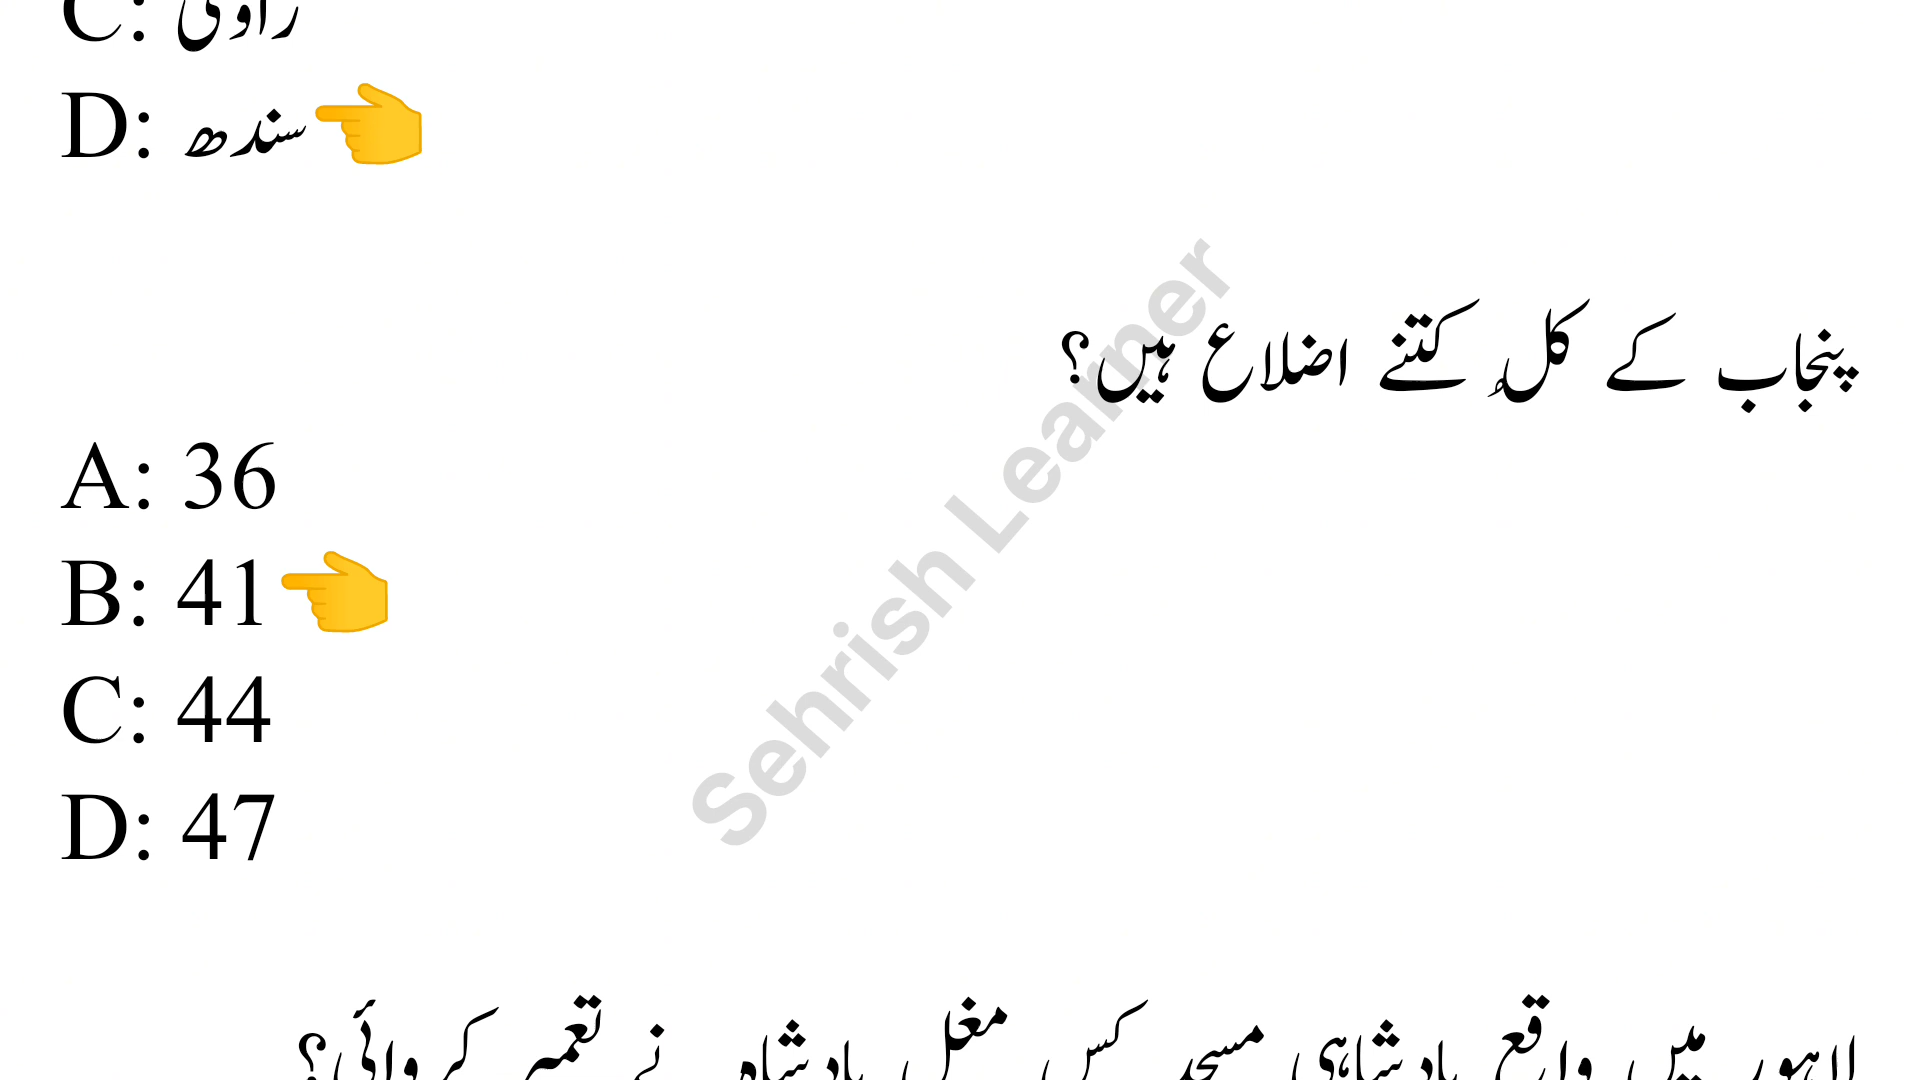 C: راوی
D: سندھ👈
پنجاب کے کلُ کتنے اضلاع ہیں؟
A: 36
B: 41👈
C: 44
D: 47
لاہور میں واقع بادشاہی مسجد کس مغل بادشاہ نے تعمیر کروائی؟
Sehrish Learner